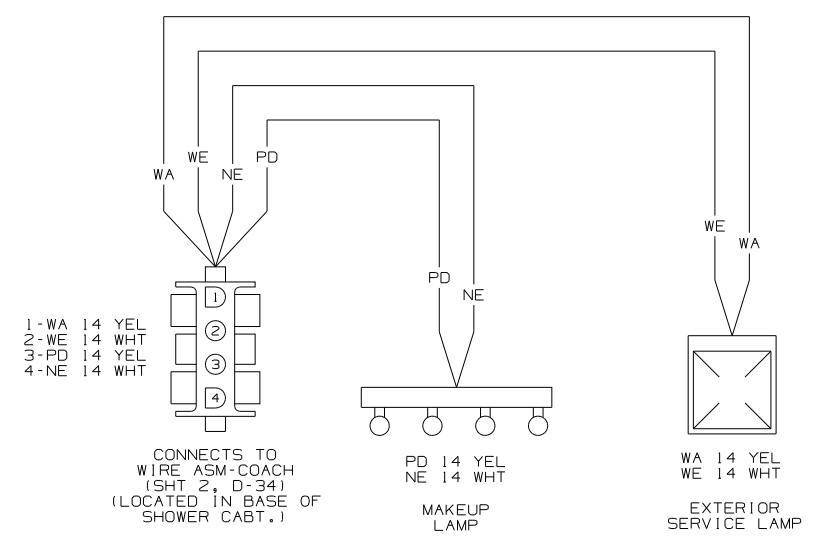 WE
PD
WA
NE
WE
WA
PD
NE
1
2
3
4
1-WA 14 YEL
2-WE 14 WHT
3-PD 14 YEL
4-NE 14 WHT
CONNECTS TO
WIRE ASM-COACH
(SHT 2, D-34)
(LOCATED IN BASE OF
SHOWER CABT.)
PD 14 YEL
NE 14 WHT
MAKEUP
LAMP
WA 14 YEL
WE 14 WHT
EXTERIOR
SERVICE LAMP